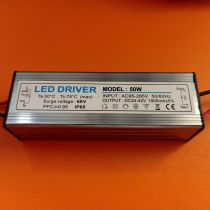 LED DRIVER
MODEL: 50W
Ta:50°C Tc:75°C (max)
INPUT: AC85-265V 50/60Hz
Surge voltage: 6KV
OUTPUT: DC24-42V 1500mA±5%
PFC≥0.95 IP65